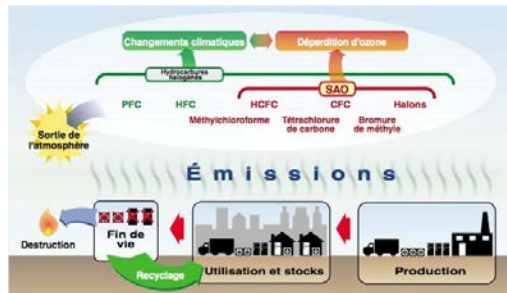 Changements climatiques
Déperdition d'ozone
Hydrocarbures
halogénés
SAO
PFC
HFC
HCFC
CFC
Halons
Méthylchloroforme
Tétrachlorure
de carbone
Bromure
de méthyle
Sortie de
l'atmosphère
Émissions
Destruction
Fin de
vie
Recyclage
Utilisation et stocks
Production